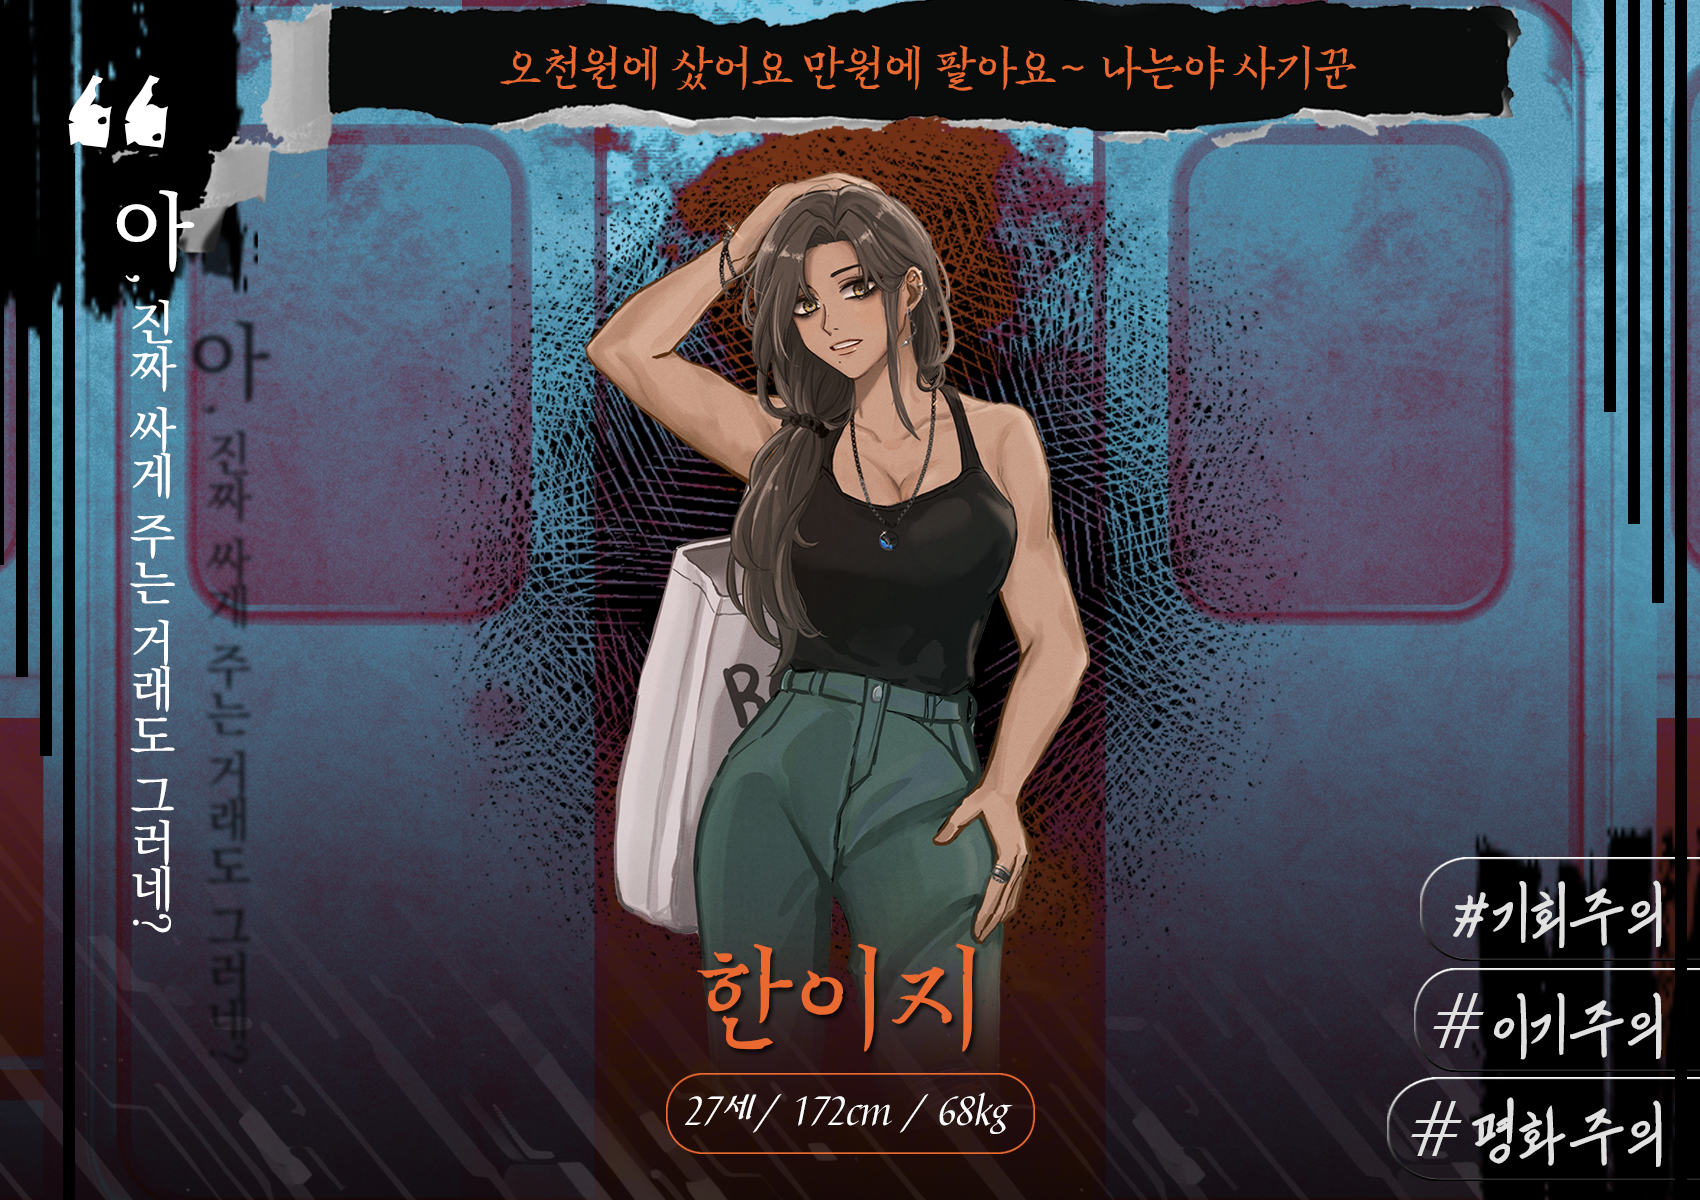 오천원에 샀어요 만원에 팔아요~ 나는야 사기꾼
“
아, 진짜 싸게 주는 거래도 그러네?
아, 진짜 싸게 주는 거래도 그러네?
한이지
27세/ 172cm / 68kg
#기회주의
# 이기주의
# 평화주의